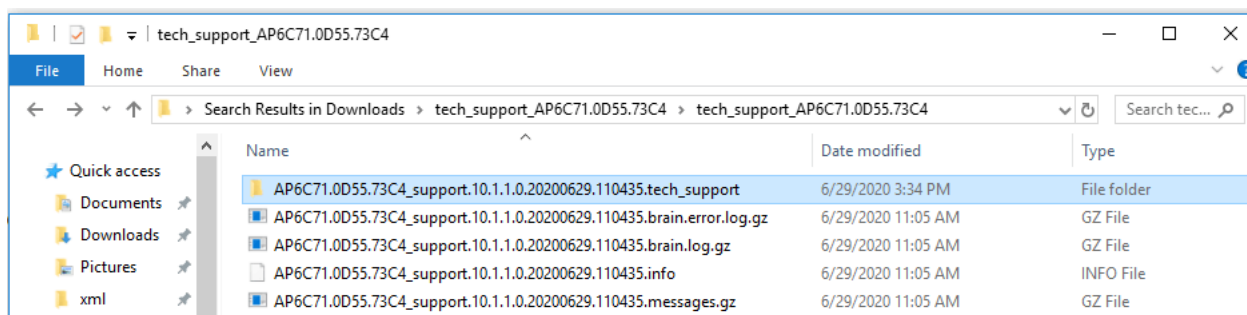 tech_support_AP6C71.0D55.73C4
File Home Share View
Search Results in Downloads > tech_support_AP6C71.0D55.73C4 > tech_support_AP6C71.0D55.73C4 Search tec...
Name Date modified Type
Quick access
AP6C71.0D55.73C4_support.10.1.1.0.20200629.110435.tech_support 6/29/2020 3:34 PM File folder
Documents AP6C71.0D55.73C4_support.10.1.1.0.20200629.110435.brain.error.log.gz 6/29/2020 11:05 AM GZ File
Downloads AP6C71.0D55.73C4_support.10.1.1.0.20200629.110435.brain.log.gz 6/29/2020 11:05 AM GZ File
Pictures AP6C71.0D55.73C4_support.10.1.1.0.20200629.110435.info 6/29/2020 11:05 AM INFO File
xml AP6C71.0D55.73C4_support.10.1.1.0.20200629.110435.messages.gz 6/29/2020 11:05 AM GZ File